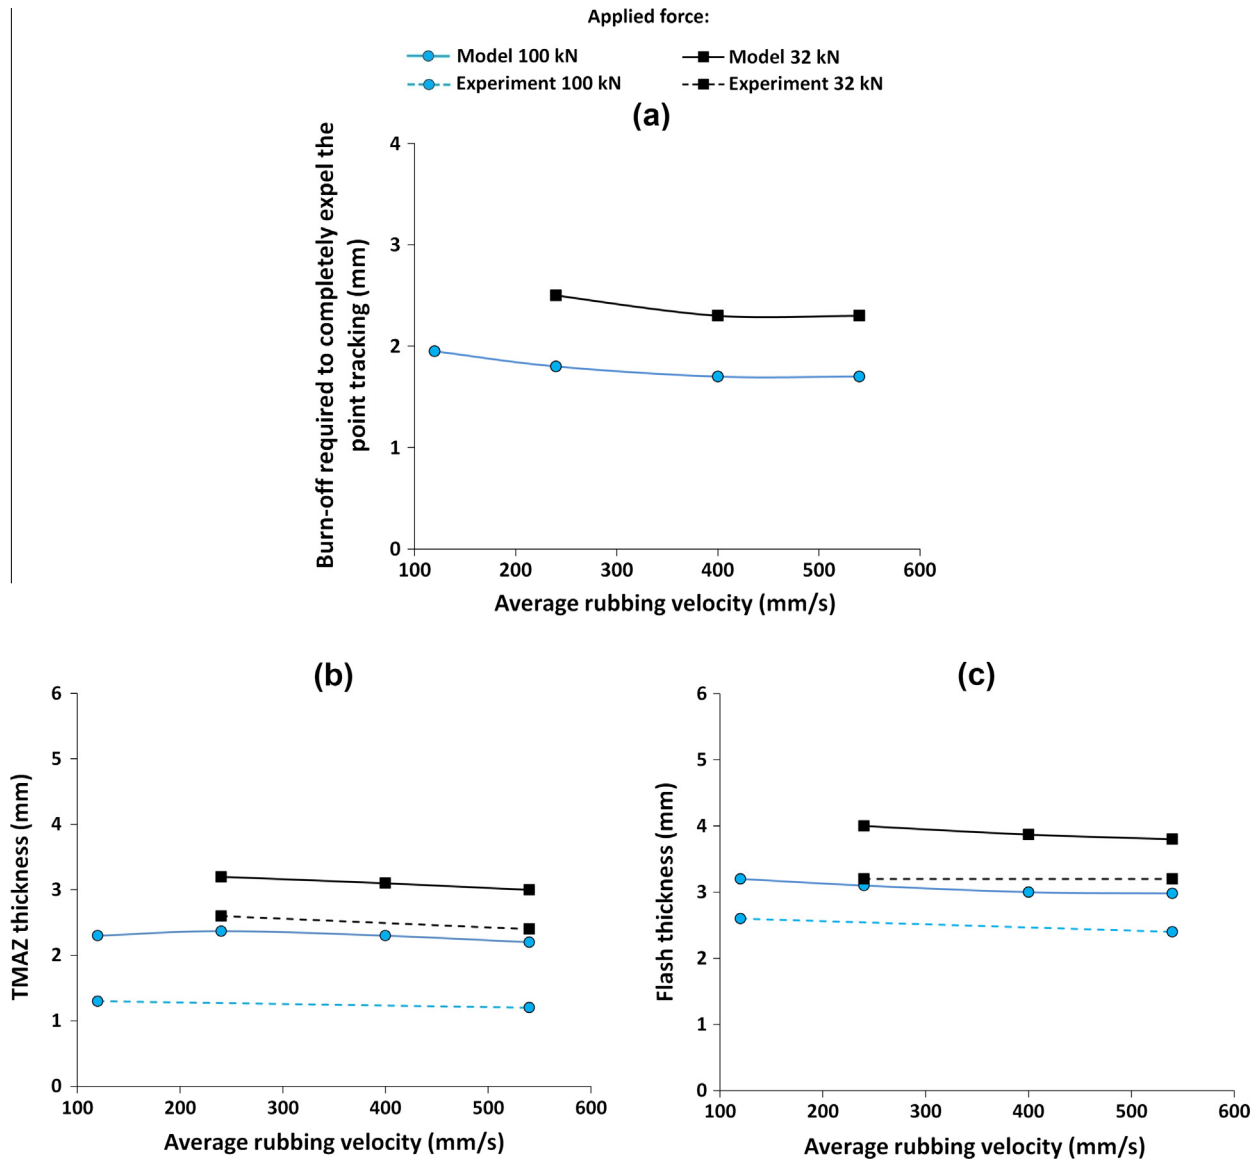 Applied force:
Model 100 kN
Model 32 kN
Experiment 100 kN
Experiment 32 kN
(a)
Burn-off required to completely expel the
point tracking (mm)
4
3
2
1
0
100 200 300 400 500 600
Average rubbing velocity (mm/s)
(b)
TMAZ thickness (mm)
6
5
4
3
2
1
0
100 200 300 400 500 600
Average rubbing velocity (mm/s)
(c)
Flash thickness (mm)
6
5
4
3
2
1
0
100 200 300 400 500 600
Average rubbing velocity (mm/s)